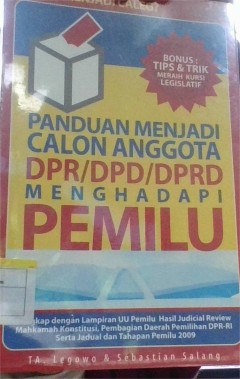 MENJADI CALEG?
BONUS :
TIPS & TRIK
MERAIH KURSI
LEGISLATIF
PANDUAN MENJADI
CALON ANGGOTA
DPR/DPD/DPRD
MENGHADAPI
PEMILU
dengan Lampiran UU Pemilu Hasil Judicial Review
Mahkamah Konstitusi, Pembagian Daerah Pemilihan DPR-RI
Serta Jadual dan Tahapan Pemilu 2009
TA. Legowo & Sebastian Salang